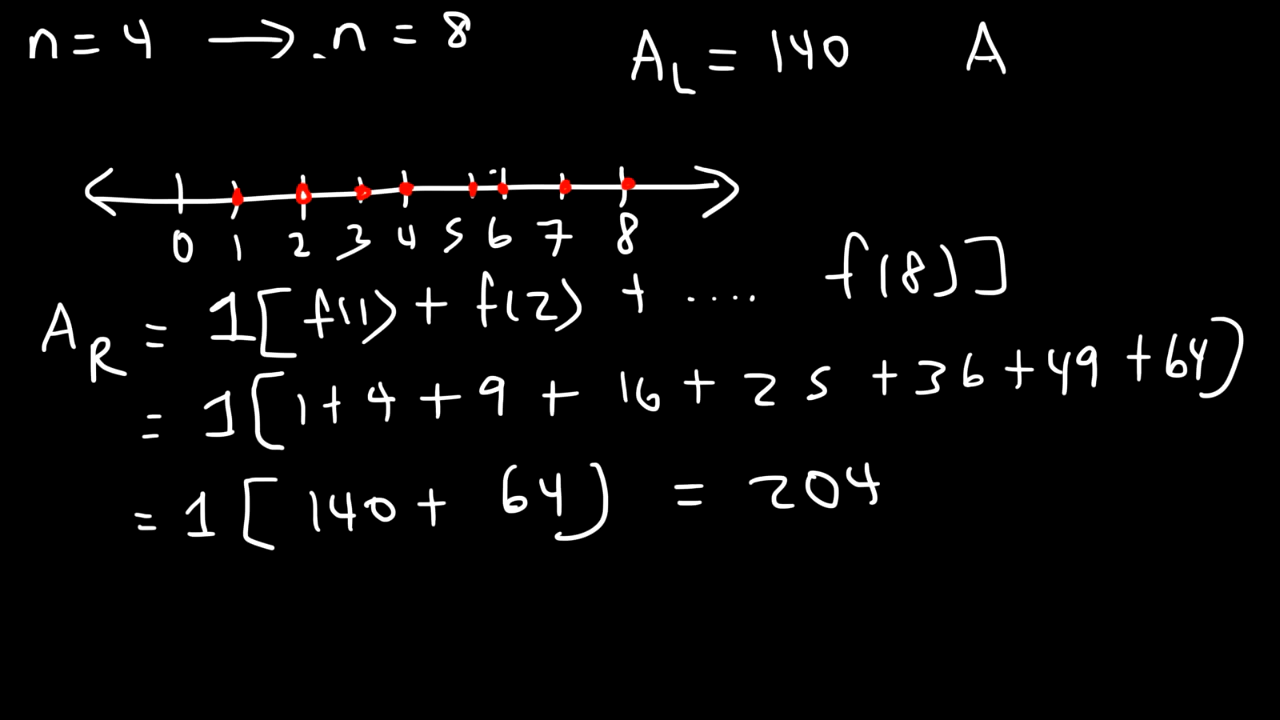 n = 4 → .n = 8 A_L = 140 A
0 1 2 3 4 5 6 7 8
A_R = 1[f(1) + f(2) + .... f(8)]
= 1[1 + 4 + 9 + 16 + 25 + 36 + 49 + 64)
= 1[140 + 64) = 204